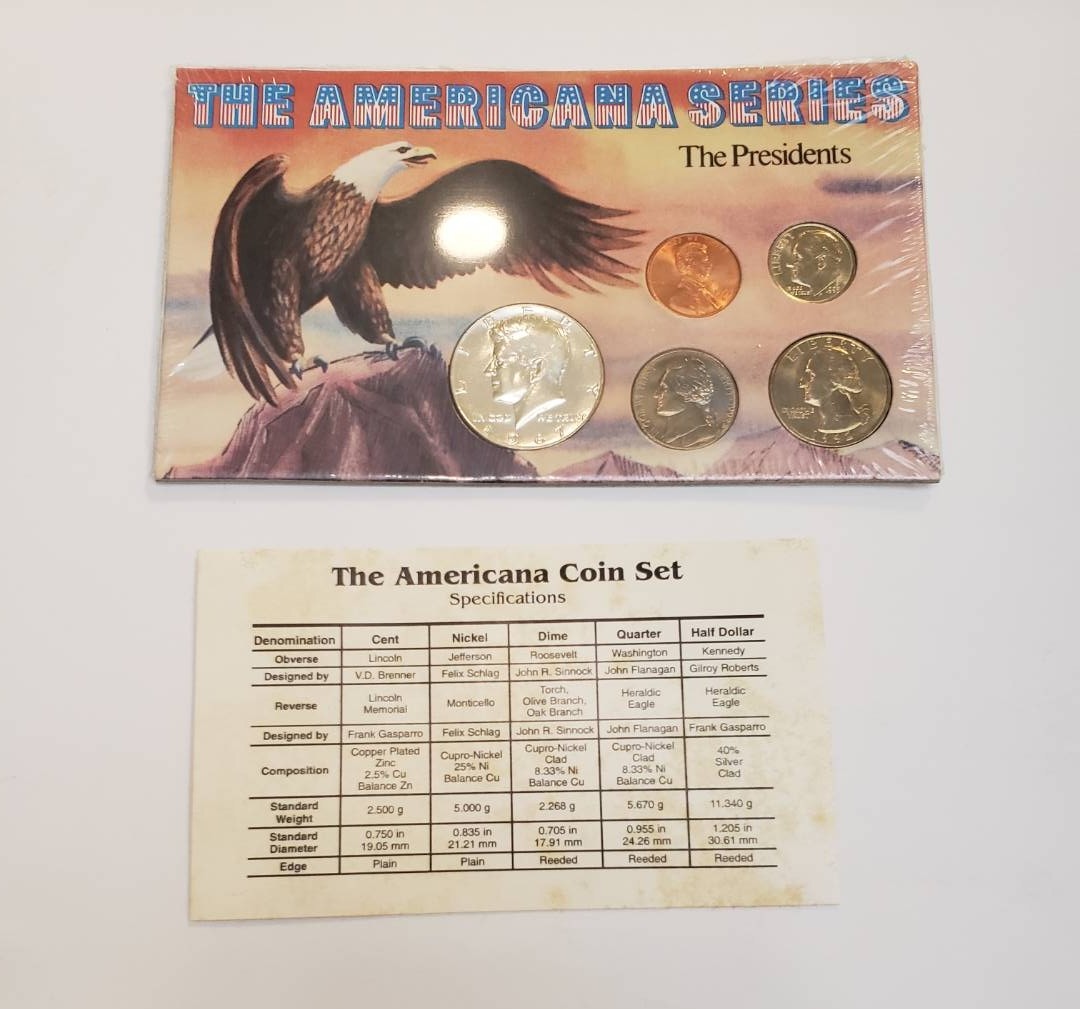 THE AMERICANA SERIES
The Presidents
LIBERTY
LIBERTY
LIBERTY
IN GOD WE TRUST
The Americana Coin Set
Specifications
Denomination Cent Nickel Dime Quarter Half Dollar
Obverse Lincoln Jefferson Roosevelt Washington Kennedy
Designed by V.D. Brenner Felix Schlag John R. Sinnock John Flanagan Gilroy Roberts
Reverse Lincoln Memorial Monticello Torch, Olive Branch, Oak Branch Heraldic Eagle Heraldic Eagle
Designed by Frank Gasparro Felix Schlag John R. Sinnock John Flanagan Frank Gasparro
Composition Copper Plated Zinc 2.5% Cu Balance Zn Cupro-Nickel 25% Ni Balance Cu Cupro-Nickel Clad 8.33% Ni Balance Cu Cupro-Nickel Clad 8.33% Ni Balance Cu 40% Silver Clad
Standard Weight 2.500 g 5.000 g 2.268 g 5.670 g 11.340 g
Standard Diameter 0.750 in 19.05 mm 0.835 in 21.21 mm 0.705 in 17.91 mm 0.955 in 24.26 mm 1.205 in 30.61 mm
Edge Plain Plain Reeded Reeded Reeded